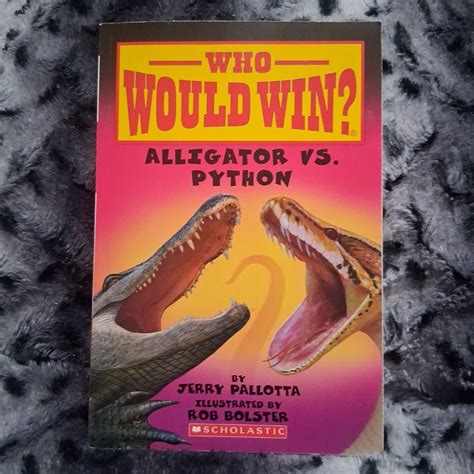 WHO
WOULD WIN?®
ALLIGATOR VS.
PYTHON
BY
JERRY PALLOTTA
ILLUSTRATED BY
ROB BOLSTER
SCHOLASTIC